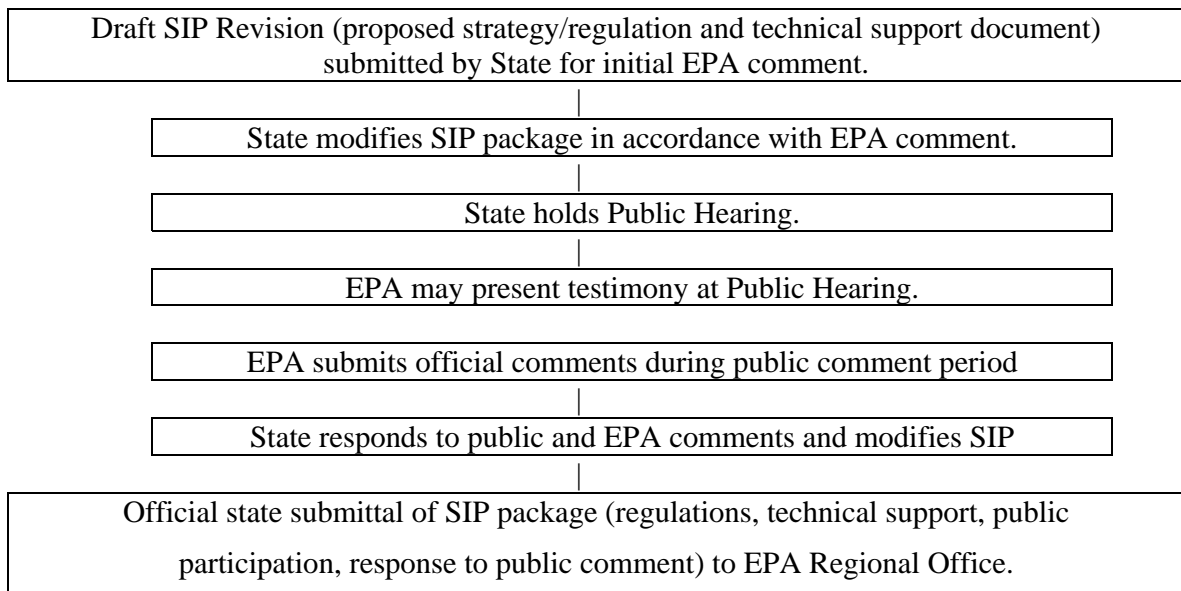 Draft SIP Revision (proposed strategy/regulation and technical support document)
submitted by State for initial EPA comment.
State modifies SIP package in accordance with EPA comment.
State holds Public Hearing.
EPA may present testimony at Public Hearing.
EPA submits official comments during public comment period
State responds to public and EPA comments and modifies SIP
Official state submittal of SIP package (regulations, technical support, public
participation, response to public comment) to EPA Regional Office.